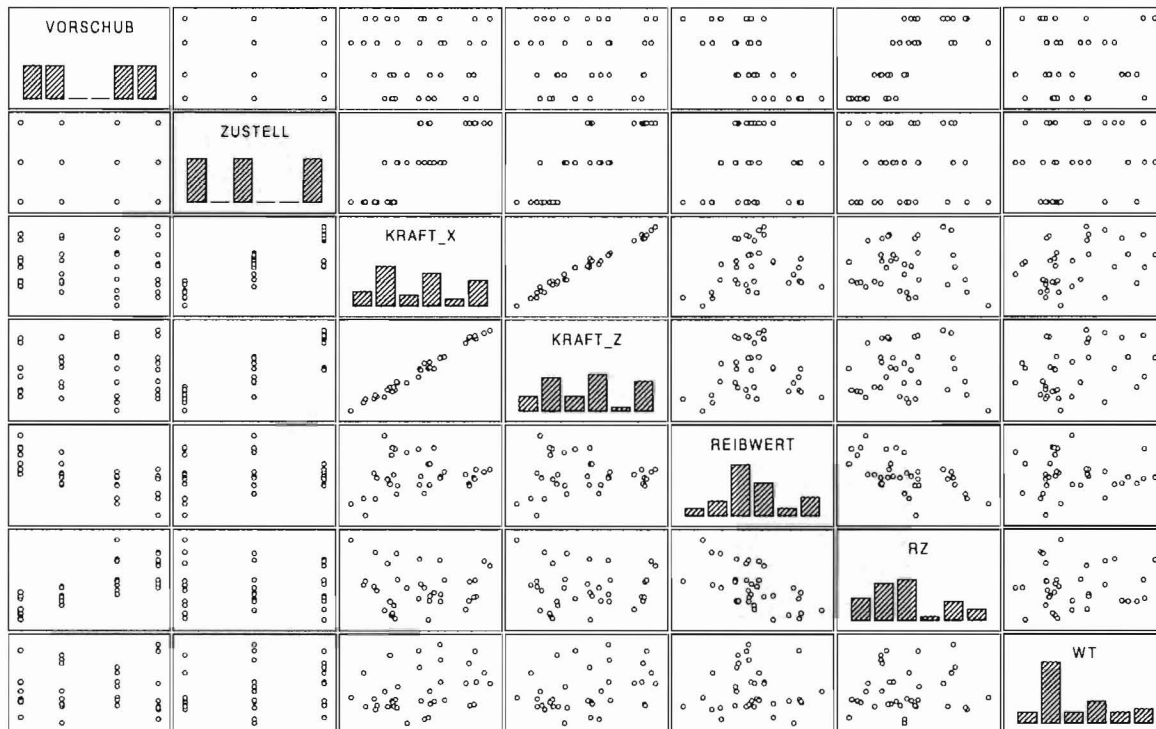 VORSCHUB
ZUSTELL
KRAFT_X
KRAFT_Z
REIBWERT
RZ
WT